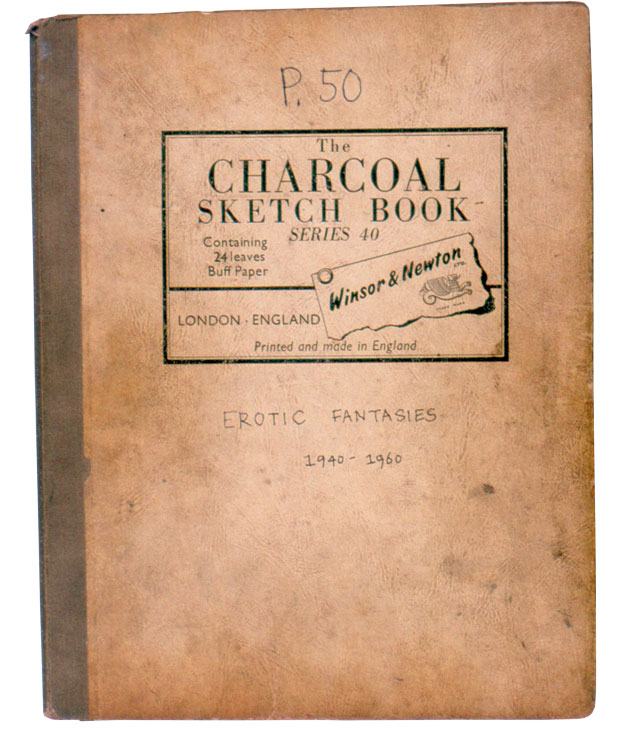 P. 50
The
CHARCOAL
SKETCH BOOK
SERIES 40
Containing
24 leaves
Buff Paper
Winsor & Newton
LTD.
LONDON · ENGLAND
Printed and made in England
EROTIC FANTASIES
1940 - 1960